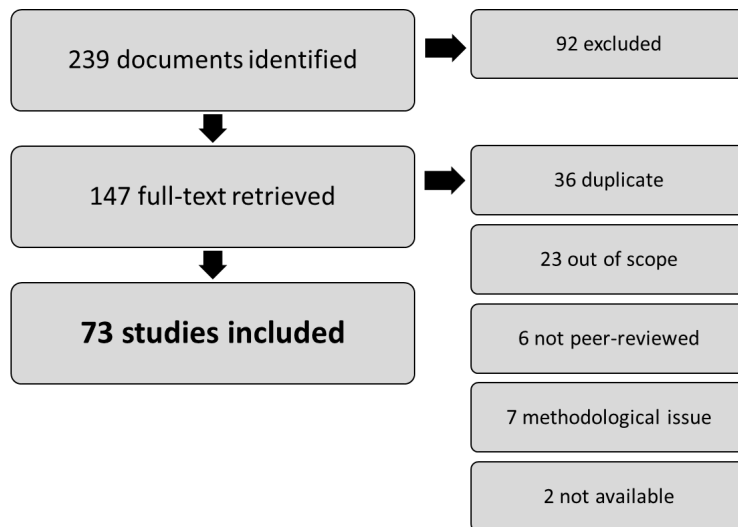 239 documents identified
92 excluded
147 full-text retrieved
36 duplicate
23 out of scope
73 studies included
6 not peer-reviewed
7 methodological issue
2 not available